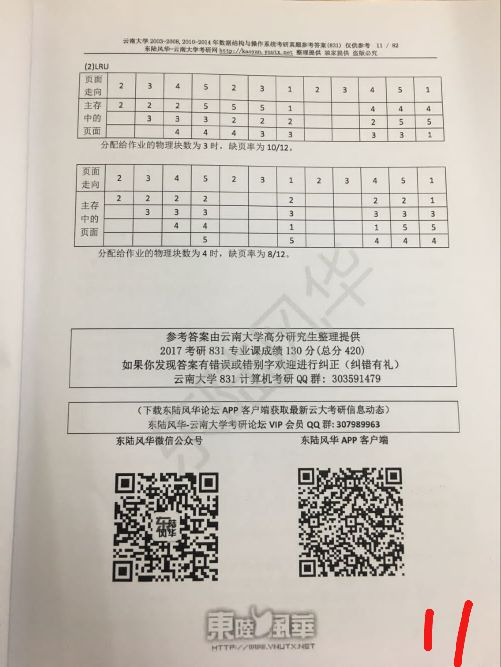 云南大学 2003-2008, 2010-2014 年数据结构与操作系统考研真题参考答案(831) 仅供参考 11 / 82
东陆风华-云南大学考研网 http://kaoyan.ynutx.net 整理提供 独家提供 盗版必究
(2)LRU
页面走向 2 3 4 5 2 3 1 2 3 4 5 1
主存中的页面 2 2 2 5 5 5 1 4 4 4
3 3 3 2 2 2 2 5 5
4 4 4 3 3 3 3 1
分配给作业的物理块数为 3 时，缺页率为 10/12。
页面走向 2 3 4 5 2 3 1 2 3 4 5 1
主存中的页面 2 2 2 2 2 2 2 1
3 3 3 3 3 3 3
4 4 1 1 5 5
5 5 4 4 4
分配给作业的物理块数为 4 时，缺页率为 8/12。
参考答案由云南大学高分研究生整理提供
2017 考研 831 专业课成绩 130 分(总分 420)
如果你发现答案有错误或错别字欢迎进行纠正（纠错有礼）
云南大学 831 计算机考研 QQ 群: 303591479
（下载东陆风华论坛 APP 客户端获取最新云大考研信息动态）
东陆风华-云南大学考研论坛 VIP 会员 QQ 群: 307989963
东陆风华微信公众号 东陆风华 APP 客户端
東陸風華
HTTP://WWW.YNUTX.NET
11